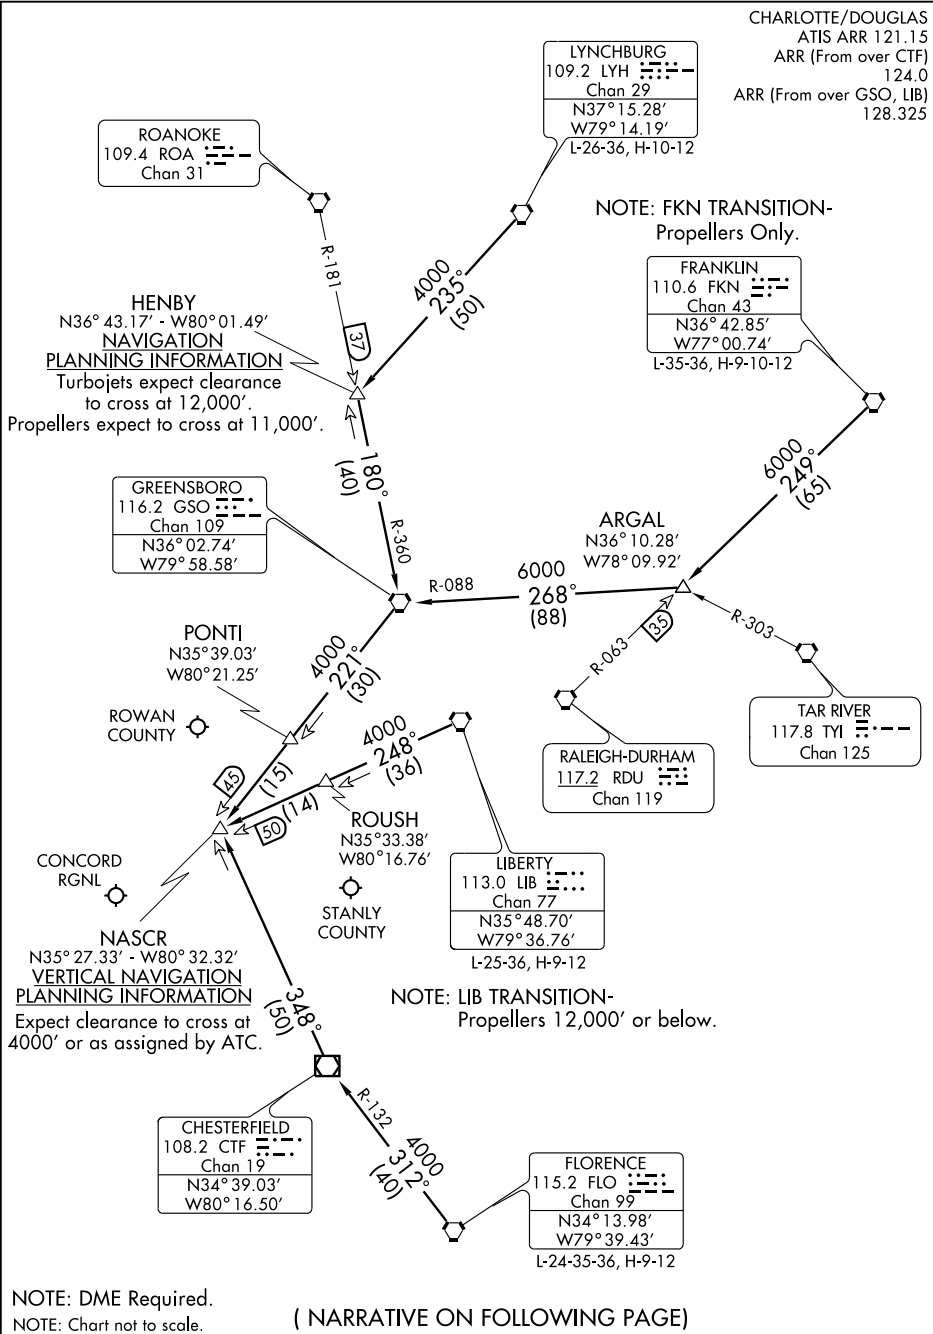 CHARLOTTE/DOUGLAS
ATIS ARR 121.15
ARR (From over CTF)
124.0
ARR (From over GSO, LIB)
128.325
LYNCHBURG
109.2 LYH
Chan 29
N37° 15.28'
W79° 14.19'
L-26-36, H-10-12
ROANOKE
109.4 ROA
Chan 31
NOTE: FKN TRANSITION-
Propellers Only.
FRANKLIN
110.6 FKN
Chan 43
N36° 42.85'
W77° 00.74'
L-35-36, H-9-10-12
R-181
37
4000
235°
(50)
HENBY
N36° 43.17' - W80° 01.49'
NAVIGATION
PLANNING INFORMATION
Turbojets expect clearance
to cross at 12,000'.
Propellers expect to cross at 11,000'.
180°
(40)
R-360
6000
249°
(65)
GREENSBORO
116.2 GSO
Chan 109
N36° 02.74'
W79° 58.58'
ARGAL
N36° 10.28'
W78° 09.92'
R-088
6000
268°
(88)
R-063
35
R-303
TAR RIVER
117.8 TYI
Chan 125
RALEIGH-DURHAM
117.2 RDU
Chan 119
PONTI
N35° 39.03'
W80° 21.25'
4000
221°
(30)
ROWAN
COUNTY
45
(15)
4000
248°
(36)
(14)
50
ROUSH
N35° 33.38'
W80° 16.76'
CONCORD
RGNL
STANLY
COUNTY
LIBERTY
113.0 LIB
Chan 77
N35° 48.70'
W79° 36.76'
L-25-36, H-9-12
NASCR
N35° 27.33' - W80° 32.32'
VERTICAL NAVIGATION
PLANNING INFORMATION
Expect clearance to cross at
4000' or as assigned by ATC.
NOTE: LIB TRANSITION-
Propellers 12,000' or below.
348°
(50)
R-132
4000
312°
(40)
CHESTERFIELD
108.2 CTF
Chan 19
N34° 39.03'
W80° 16.50'
FLORENCE
115.2 FLO
Chan 99
N34° 13.98'
W79° 39.43'
L-24-35-36, H-9-12
NOTE: DME Required.
NOTE: Chart not to scale.
( NARRATIVE ON FOLLOWING PAGE)